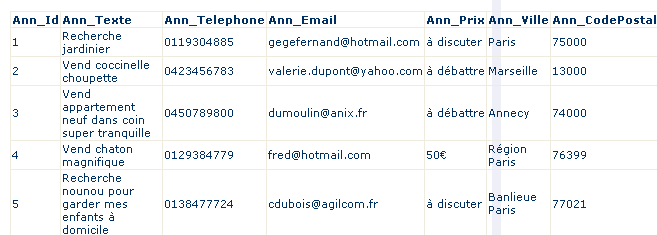 Ann_Id Ann_Texte Ann_Telephone Ann_Email Ann_Prix Ann_Ville Ann_CodePostal
1 Recherche jardinier 0119304885 gegefernand@hotmail.com à discuter Paris 75000
2 Vend coccinelle choupette 0423456783 valerie.dupont@yahoo.com à débattre Marseille 13000
3 Vend appartement neuf dans coin super tranquille 0450789800 dumoulin@anix.fr à débattre Annecy 74000
4 Vend chaton magnifique 0129384779 fred@hotmail.com 50€ Région Paris 76399
5 Recherche nounou pour garder mes enfants à domicile 0138477724 cdubois@agilcom.fr à discuter Banlieue Paris 77021